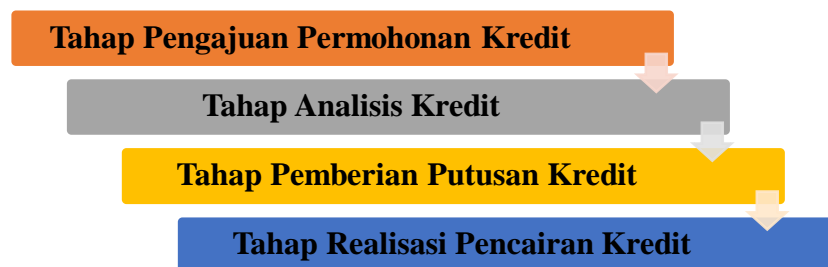 Tahap Pengajuan Permohonan Kredit
Tahap Analisis Kredit
Tahap Pemberian Putusan Kredit
Tahap Realisasi Pencairan Kredit